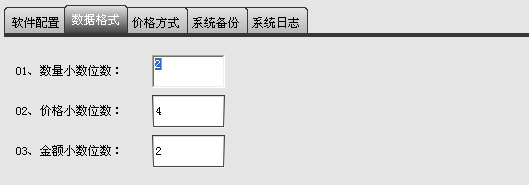 软件配置 数据格式 价格方式 系统备份 系统日志
01、数量小数位数： 2
02、价格小数位数： 4
03、金额小数位数： 2